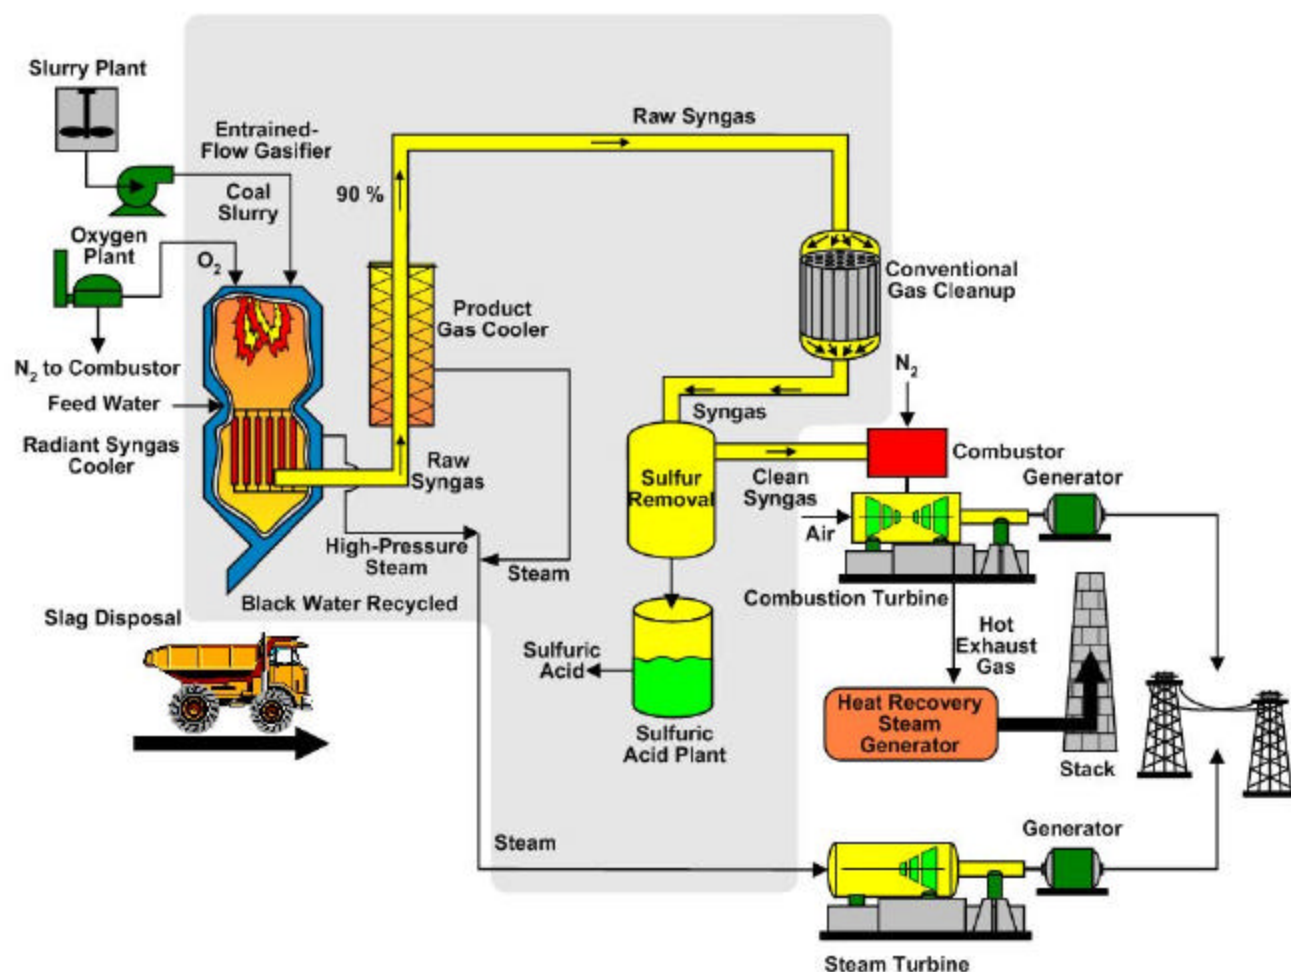 Slurry Plant
Entrained-
Flow Gasifier
Coal
Slurry
Oxygen
Plant
O₂
N₂ to Combustor
Feed Water
Radiant Syngas
Cooler
90 %
Raw Syngas
Product
Gas Cooler
Conventional
Gas Cleanup
Raw
Syngas
High-Pressure
Steam
Steam
Black Water Recycled
Slag Disposal
Syngas
Sulfur
Removal
Clean
Syngas
N₂
Combustor
Generator
Air
Combustion Turbine
Hot
Exhaust
Gas
Sulfuric
Acid
Sulfuric
Acid Plant
Heat Recovery
Steam
Generator
Stack
Steam
Generator
Steam Turbine